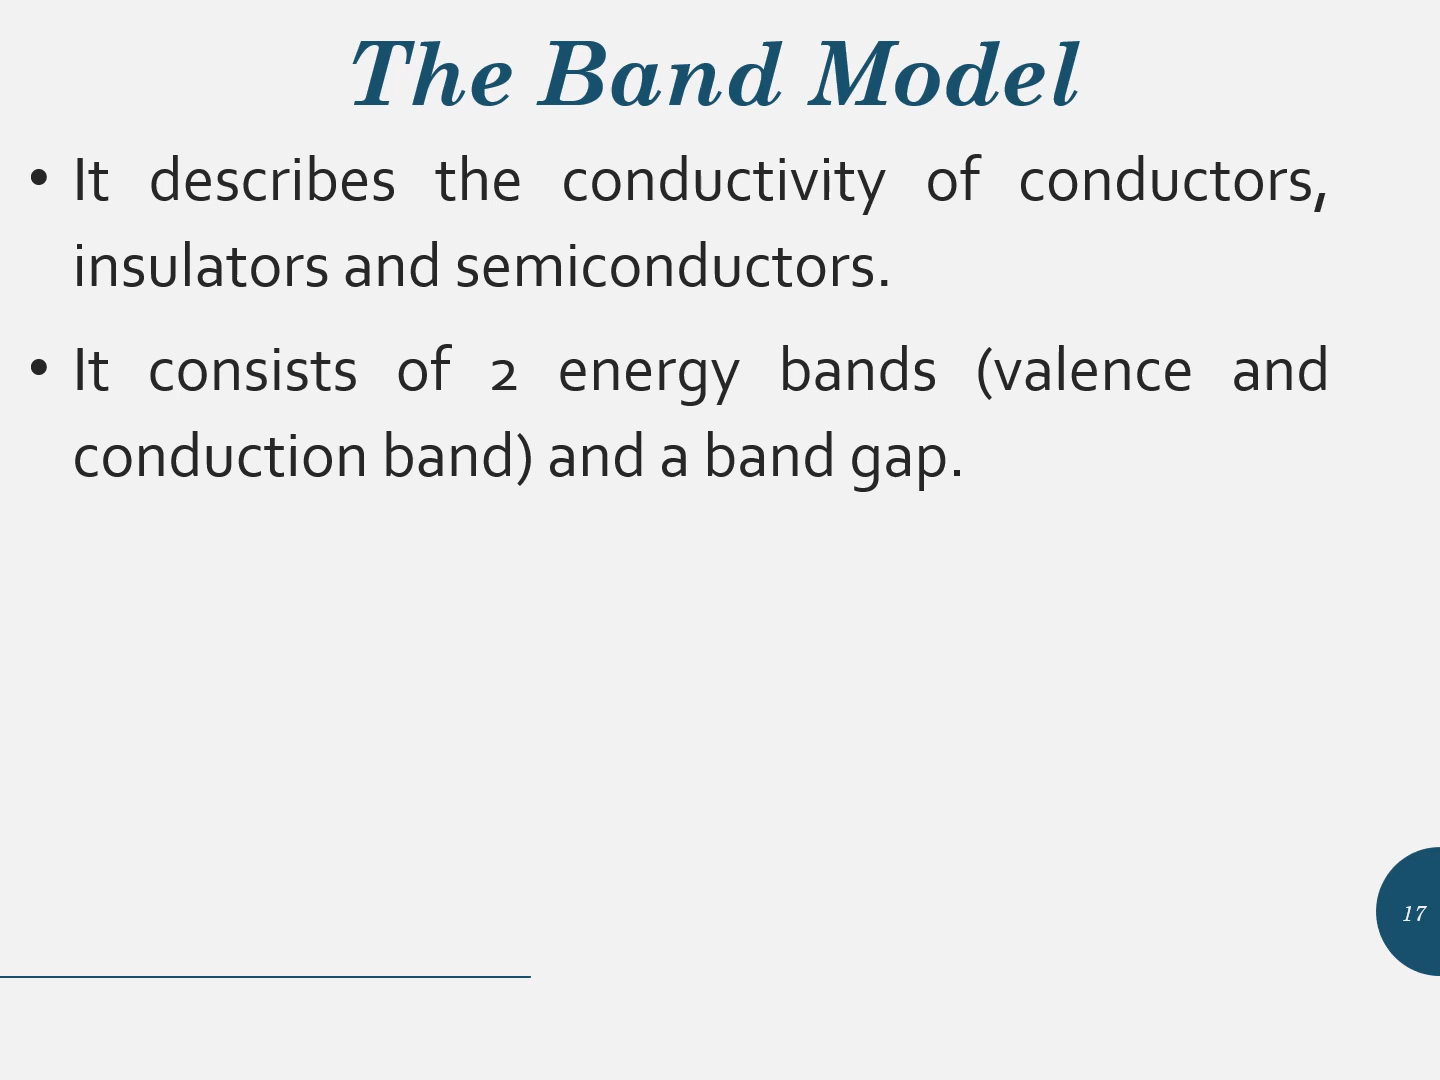 The Band Model
• It describes the conductivity of conductors,
insulators and semiconductors.
• It consists of 2 energy bands (valence and
conduction band) and a band gap.
17